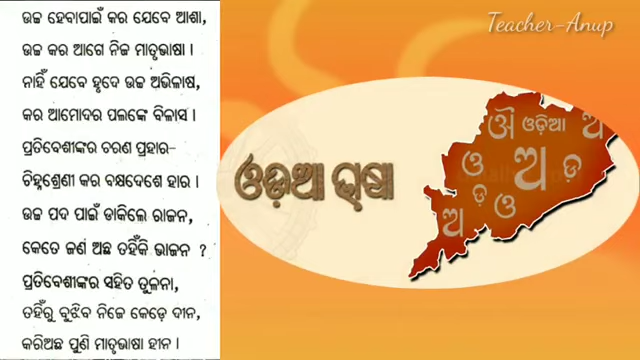 ଉଚ୍ଚ ହେବାପାଇଁ କର ଯେବେ ଆଶା,
ଉଚ୍ଚ କର ଆଗେ ନିଜ ମାତୃଭାଷା ।
ନାହିଁ ଯେବେ ହୃଦେ ଉଚ୍ଚ ଅଭିଳାଷ,
କର ଆମୋଦର ପଲଙ୍କେ ବିଳାସ ।
ପ୍ରତିବେଶୀଙ୍କର ଚରଣ ପ୍ରହାର-
ଚିହ୍ନଶ୍ରେଣୀ କର ବକ୍ଷଦେଶେ ହାର ।
ଉଚ୍ଚ ପଦ ପାଇଁ ଡାକିଲେ ରାଜନ,
କେତେ ଜଣ ଅଛ ତହିଁକି ଭାଜନ ?
ପ୍ରତିବେଶୀଙ୍କର ସହିତ ତୁଳନା,
ତହିଁରୁ ବୁଝିବ ନିଜେ କେଡ଼େ ଦୀନ,
କରିଅଛ ପୁଣି ମାତୃଭାଷା ହୀନ ।
Teacher-Anup
ଓଡ଼ିଆ ଭାଷା
ଔ ଓଡ଼ିଆ ଅ
ଓ ଅ ଡ଼
ଡ଼ ଓ
ଅ